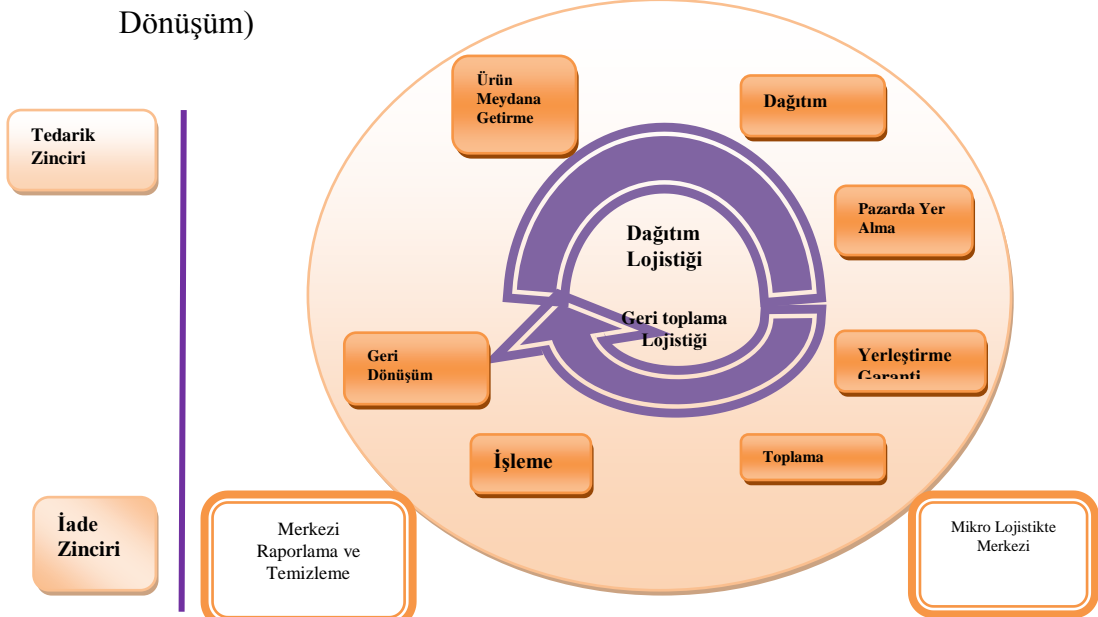 Dönüşüm)
Ürün
Meydana
Getirme
Dağıtım
Tedarik
Zinciri
Pazarda Yer
Alma
Dağıtım
Lojistiği
Geri toplama
Lojistiği
Yerleştirme
Garanti
Geri
Dönüşüm
İşleme
Toplama
İade
Zinciri
Merkezi
Raporlama ve
Temizleme
Mikro Lojistikte
Merkezi